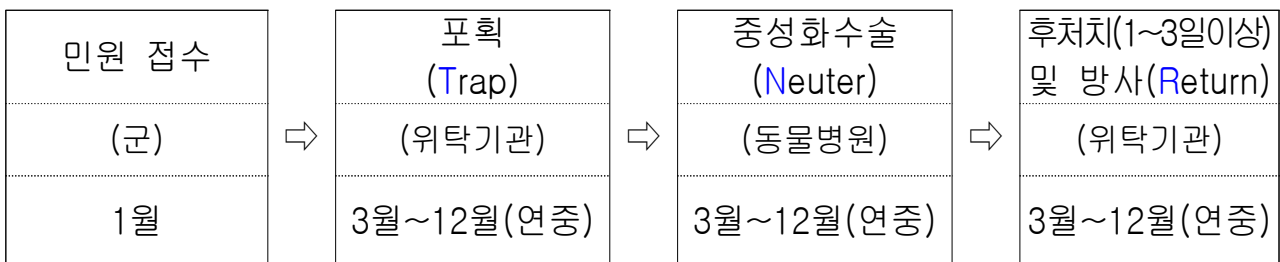 민원 접수
(군)
1월
⇨
포획
(Trap)
(위탁기관)
3월~12월(연중)
⇨
중성화수술
(Neuter)
(동물병원)
3월~12월(연중)
⇨
후처치(1~3일이상)
및 방사(Return)
(위탁기관)
3월~12월(연중)